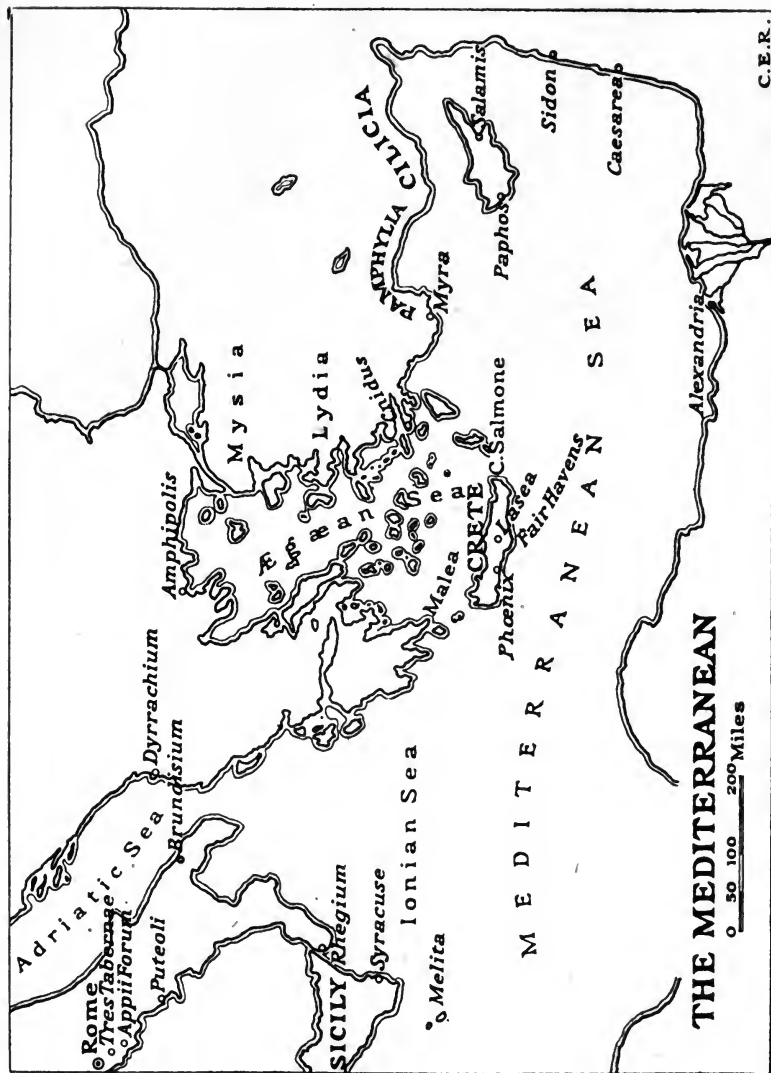 Rome
Tres Tabernae
Appii Forum
Puteoli
Adriatic Sea
Dyrrachium
Brundisium
Amphipolis
Mysia
Lydia
Cnidus
Ægæan Sea
PAMPHYLIA
CILICIA
Myra
Salamis
Paphos
Sidon
Caesarea
SICILY
Rhegium
Syracuse
Ionian Sea
Melita
Malea
CRETE
C. Salmone
Phœnix
Lasea
Fair Havens
MEDITERRANEAN SEA
Alexandria
THE MEDITERRANEAN
0 50 100 200 Miles
C.E.R.